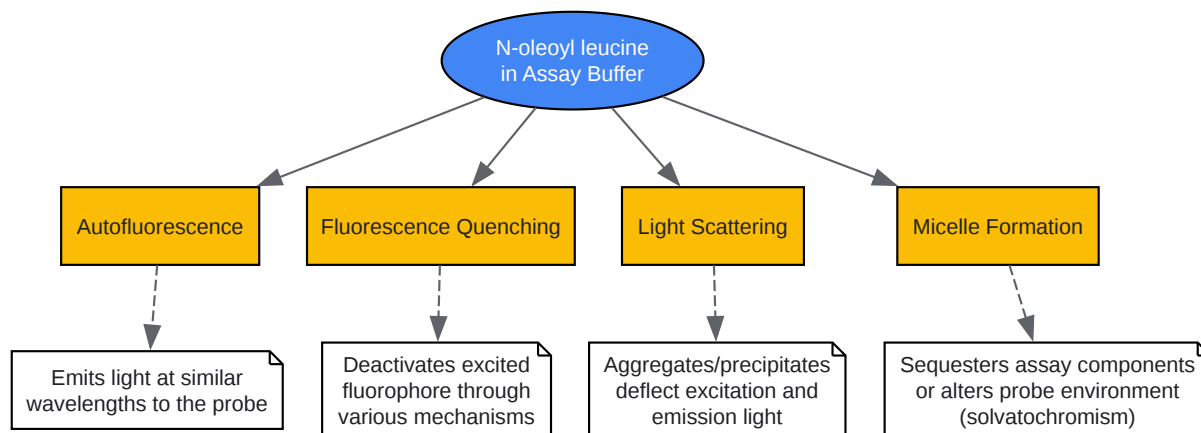 N-oleoyl leucine
in Assay Buffer
Autofluorescence
Fluorescence Quenching
Light Scattering
Micelle Formation
Emits light at similar
wavelengths to the probe
Deactivates excited
fluorophore through
various mechanisms
Aggregates/precipitates
deflect excitation and
emission light
Sequesters assay components
or alters probe environment
(solvatochromism)